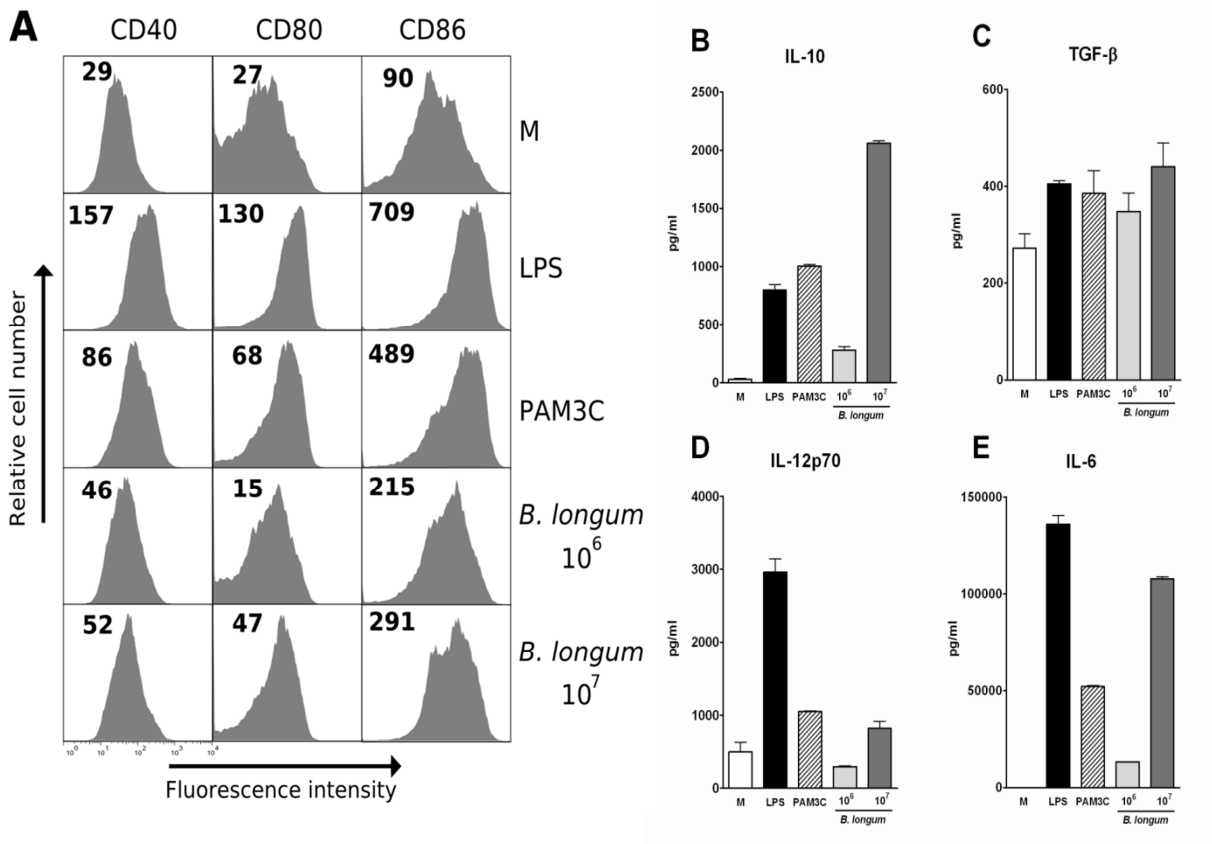 A
CD40 CD80 CD86
29 27 90 M
157 130 709 LPS
86 68 489 PAM3C
46 15 215 B. longum
10⁶
52 47 291 B. longum
10⁷
10⁰ 10¹ 10² 10³ 10⁴
Relative cell number
Fluorescence intensity
B
IL-10
2500
2000
1500
1000
500
0
pg/ml
M LPS PAM3C 10⁶ 10⁷
B. longum
C
TGF-β
600
400
200
0
pg/ml
M LPS PAM3C 10⁶ 10⁷
B. longum
D
IL-12p70
4000
3000
2000
1000
0
pg/ml
M LPS PAM3C 10⁶ 10⁷
B. longum
E
IL-6
150000
100000
50000
0
pg/ml
M LPS PAM3C 10⁶ 10⁷
B. longum